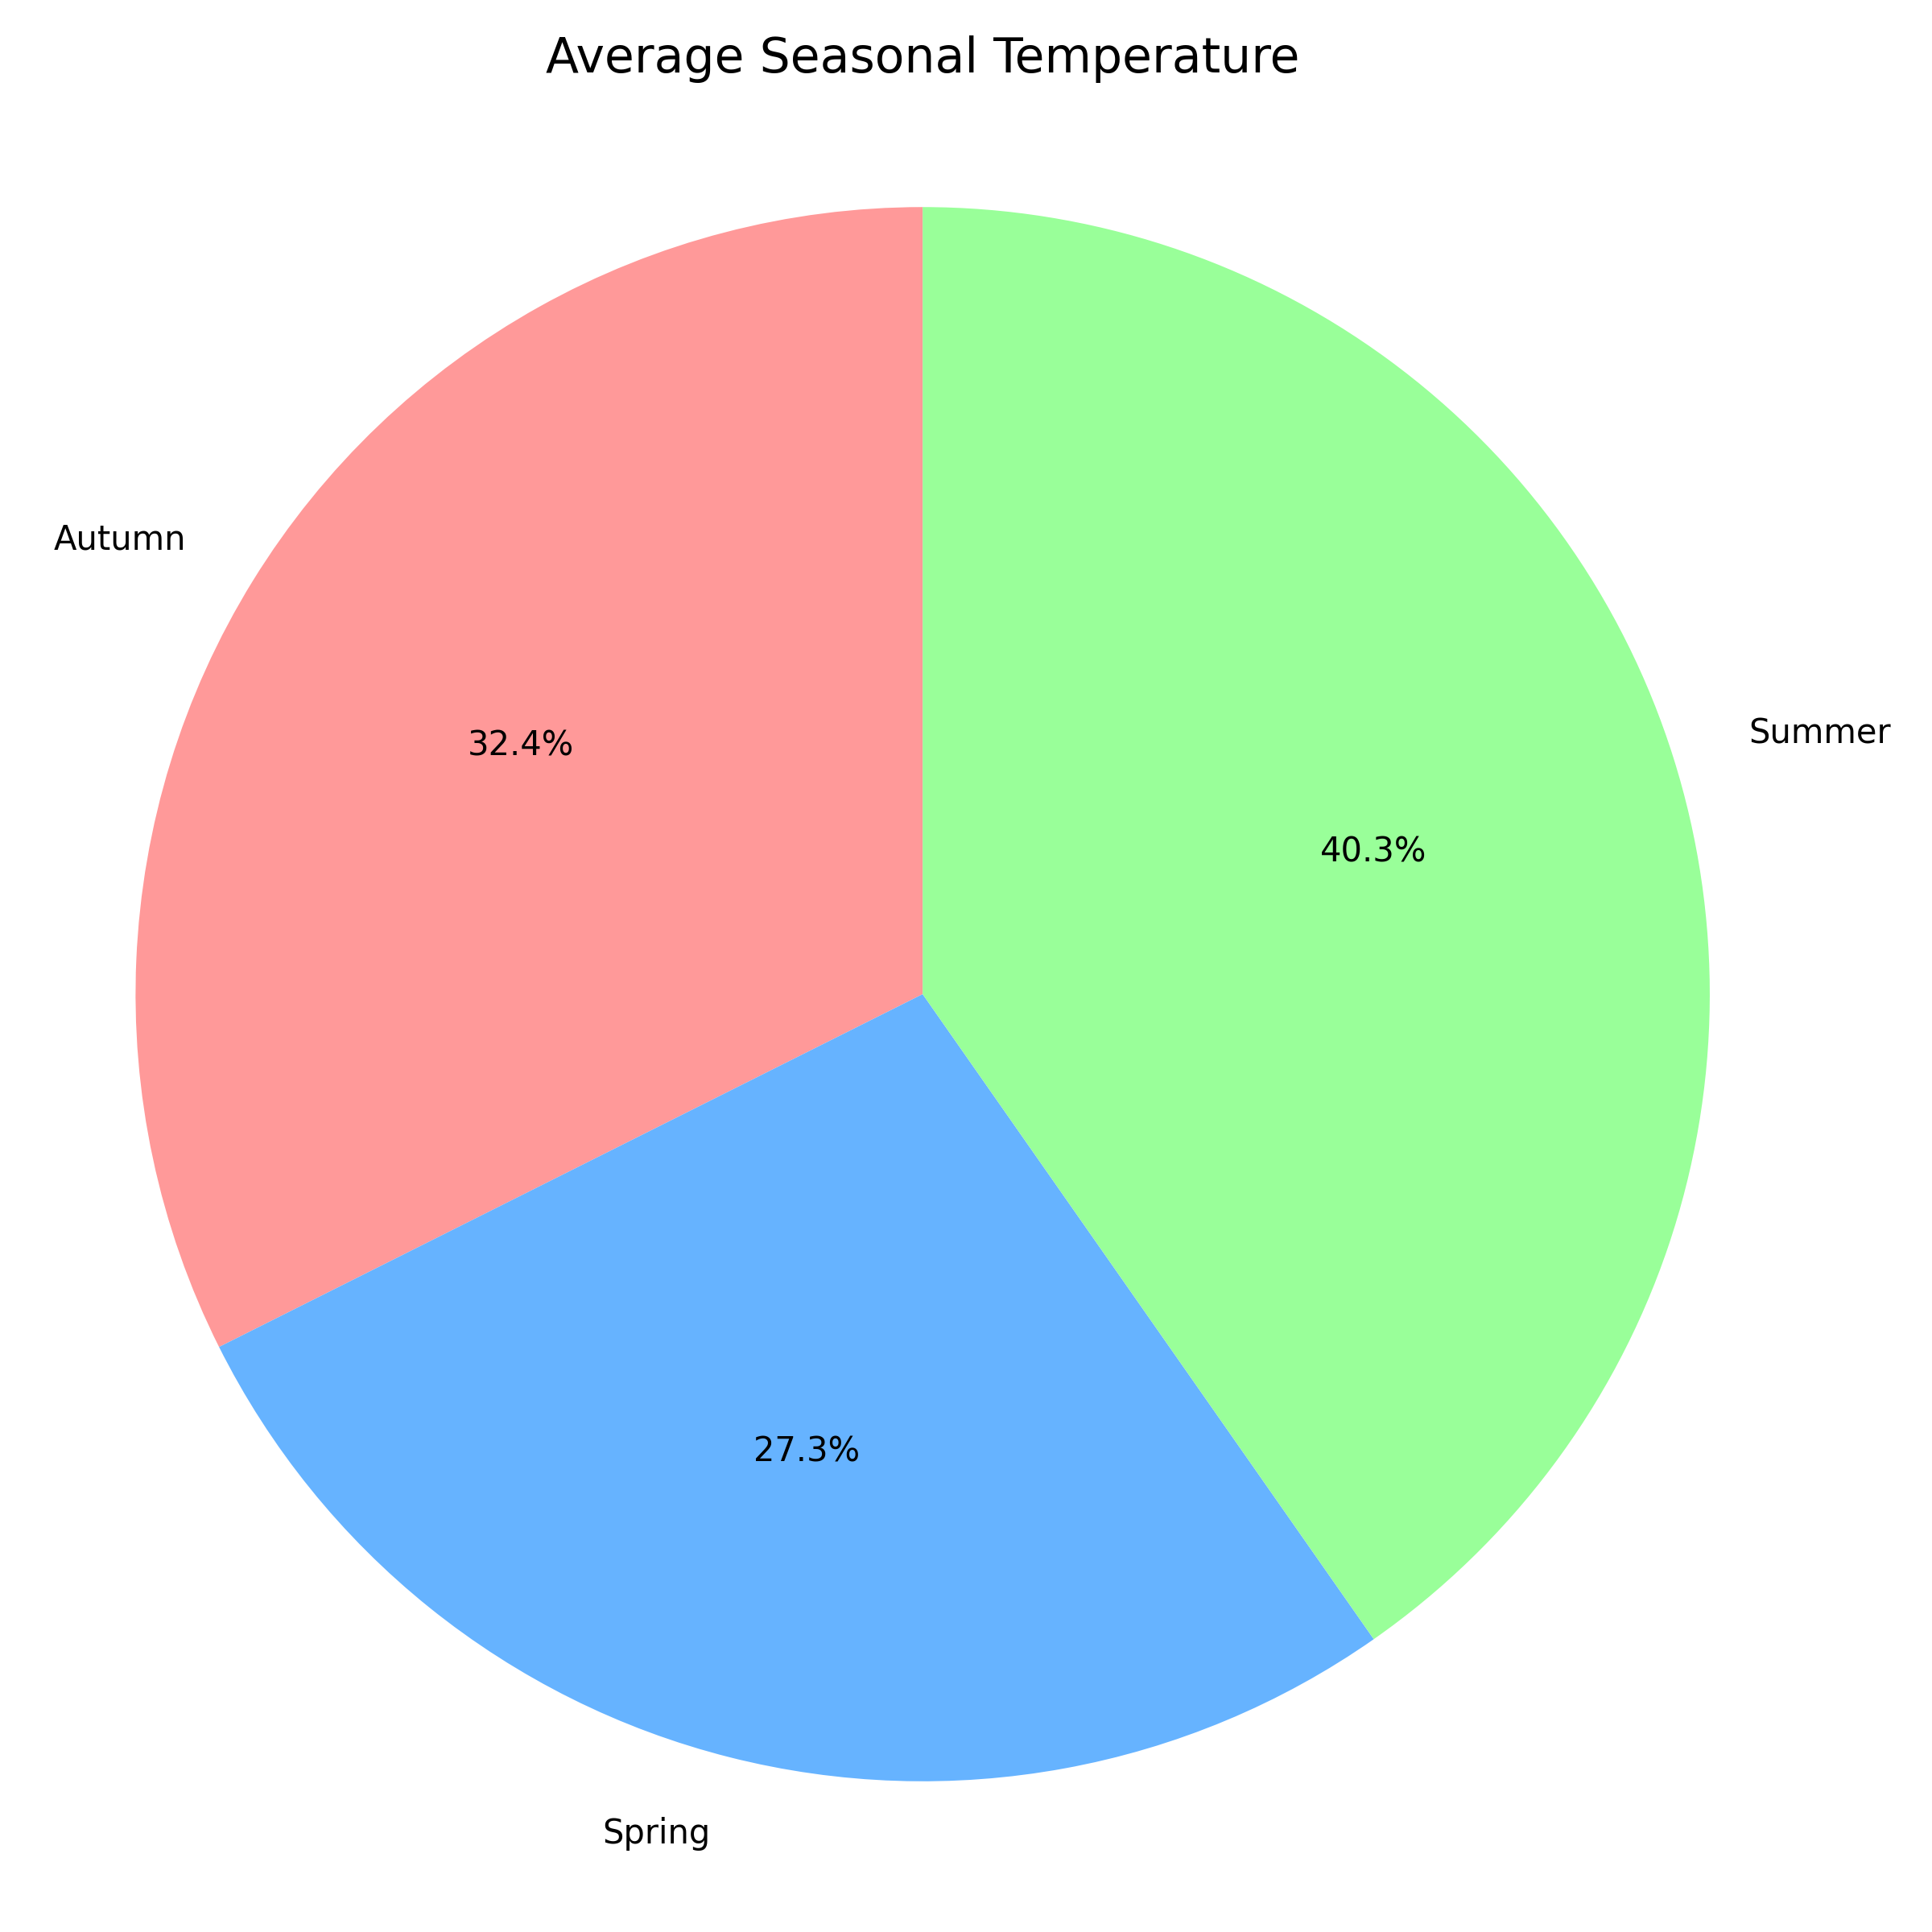 Average Seasonal Temperature
Autumn
Summer
32.4%
40.3%
27.3%
Spring